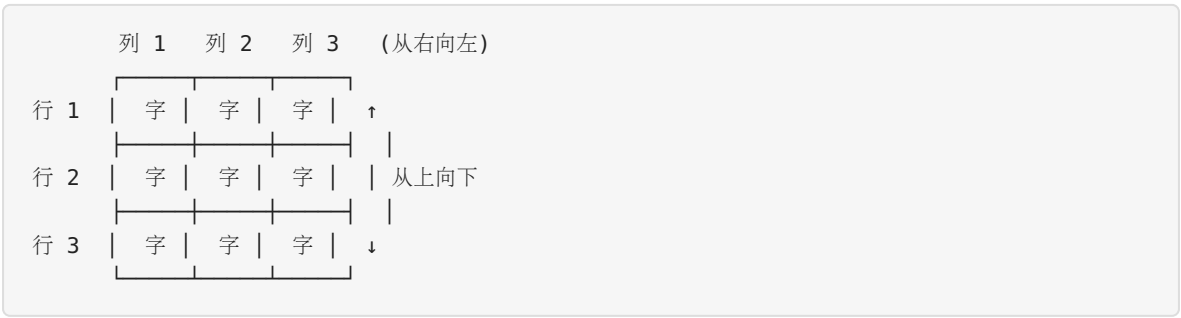 列 1 列 2 列 3 (从右向左)
行 1 │ 字 │ 字 │ 字 │ ↑
行 2 │ 字 │ 字 │ 字 │ │ 从上向下
行 3 │ 字 │ 字 │ 字 │ ↓